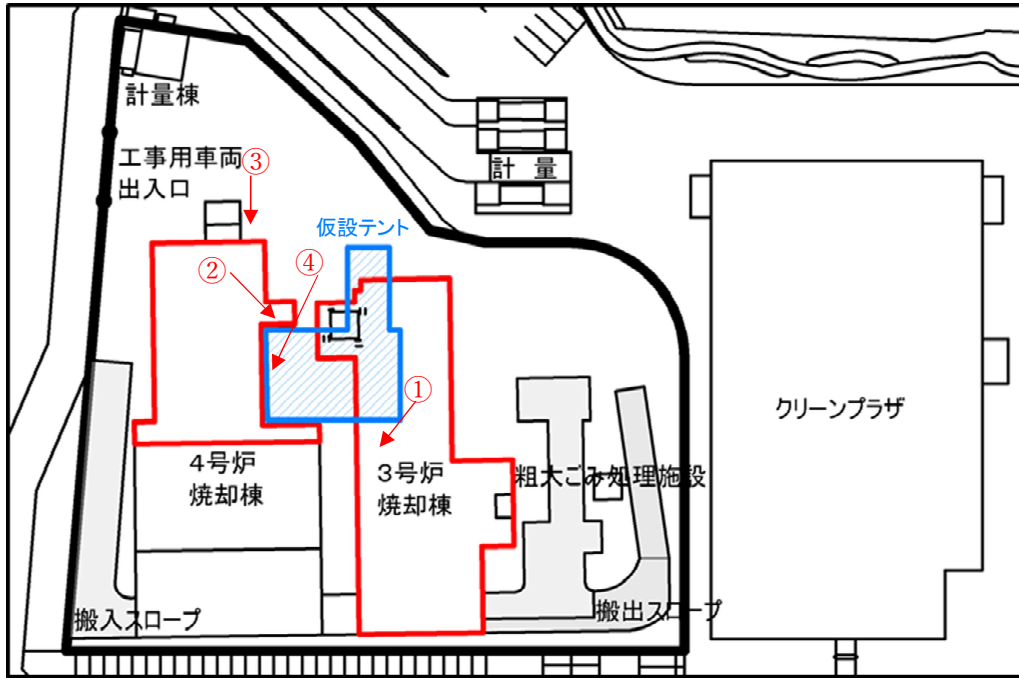 計量棟
工事用車両
出入口
③
計量
仮設テント
②
④
①
クリーンプラザ
4号炉
焼却棟
3号炉
焼却棟
粗大ごみ処理施設
搬入スロープ
搬出スロープ